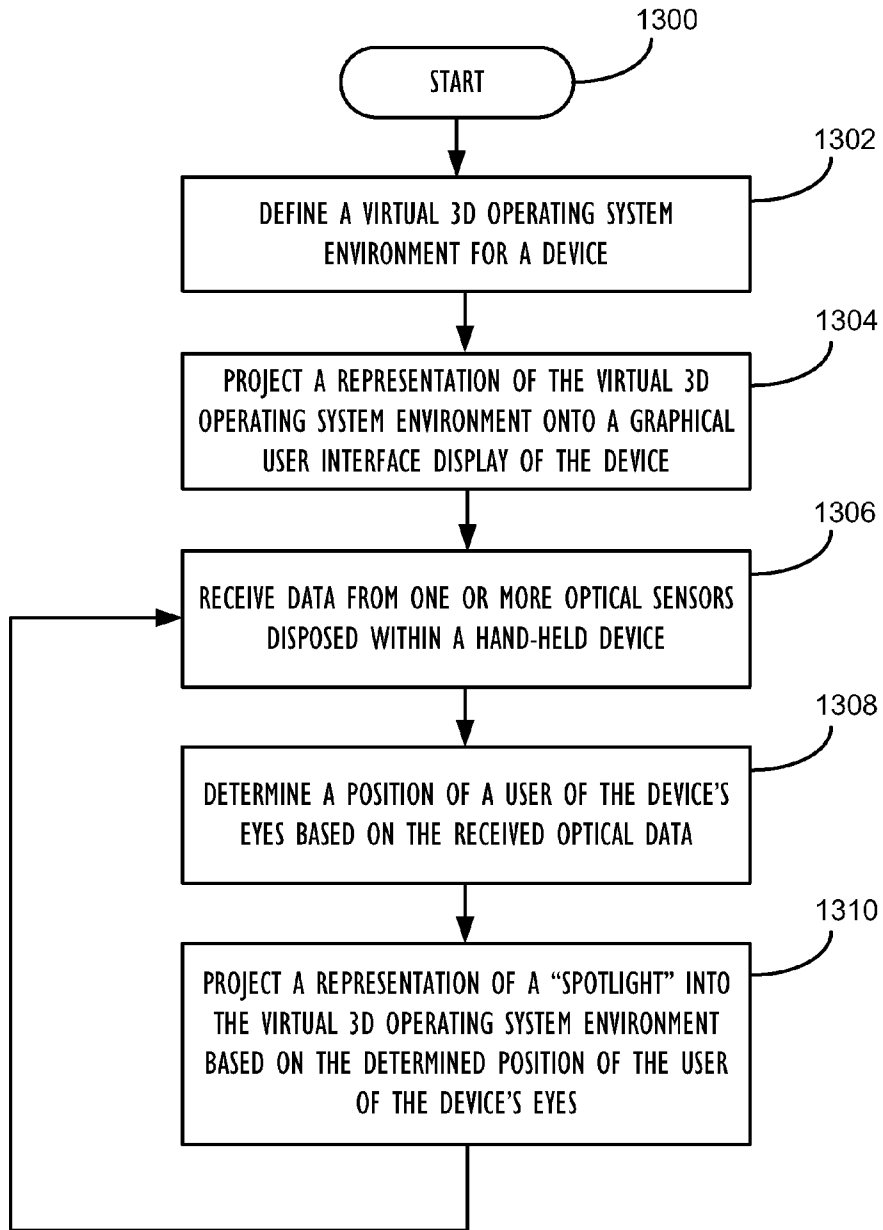 1300
START
1302
DEFINE A VIRTUAL 3D OPERATING SYSTEM
ENVIRONMENT FOR A DEVICE
1304
PROJECT A REPRESENTATION OF THE VIRTUAL 3D
OPERATING SYSTEM ENVIRONMENT ONTO A GRAPHICAL
USER INTERFACE DISPLAY OF THE DEVICE
1306
RECEIVE DATA FROM ONE OR MORE OPTICAL SENSORS
DISPOSED WITHIN A HAND-HELD DEVICE
1308
DETERMINE A POSITION OF A USER OF THE DEVICE'S
EYES BASED ON THE RECEIVED OPTICAL DATA
1310
PROJECT A REPRESENTATION OF A “SPOTLIGHT” INTO
THE VIRTUAL 3D OPERATING SYSTEM ENVIRONMENT
BASED ON THE DETERMINED POSITION OF THE USER
OF THE DEVICE'S EYES